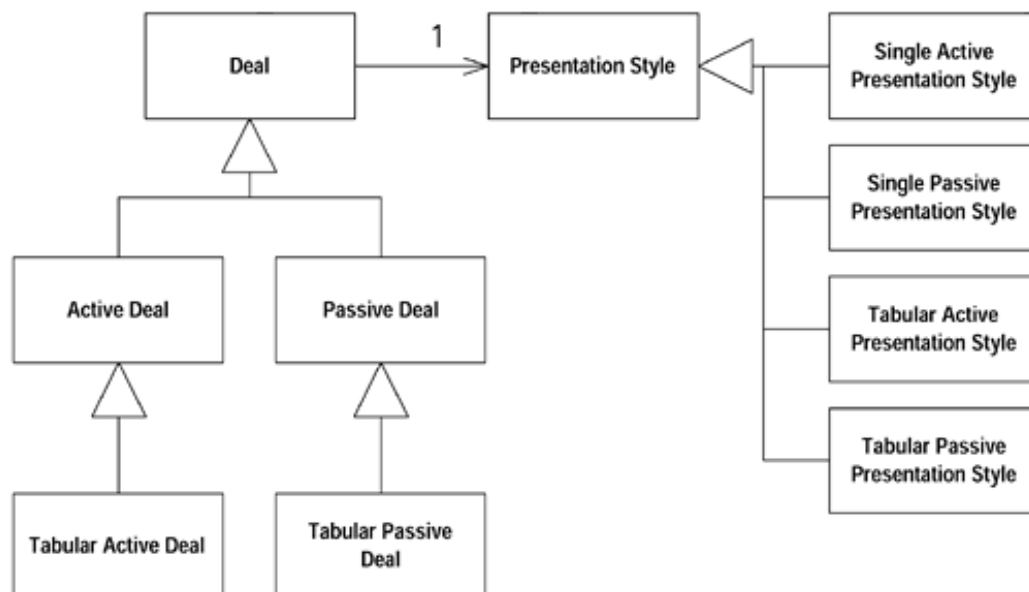 1
Deal
Presentation Style
Single Active
Presentation Style
Single Passive
Presentation Style
Active Deal
Passive Deal
Tabular Active
Presentation Style
Tabular Passive
Presentation Style
Tabular Active Deal
Tabular Passive
Deal